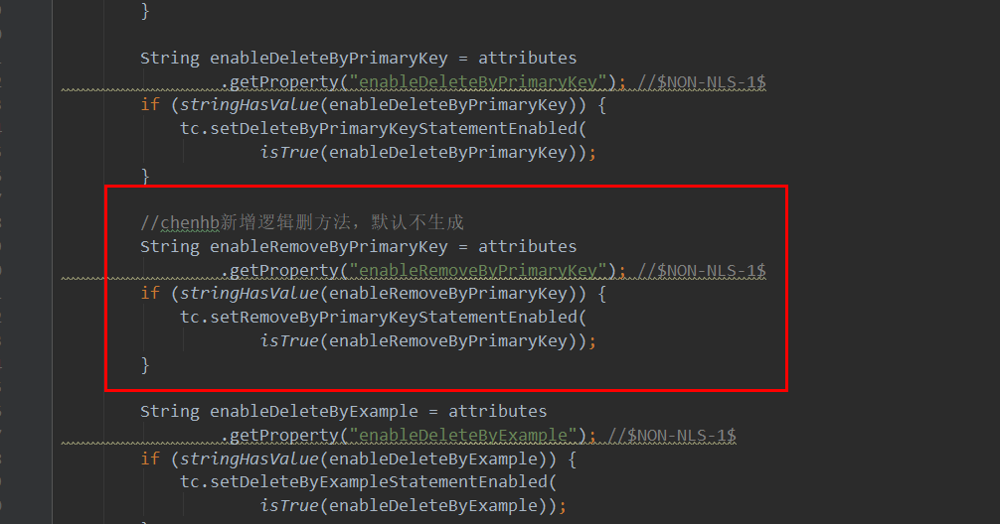 }
String enableDeleteByPrimaryKey = attributes
.getProperty("enableDeleteByPrimaryKey"); //$NON-NLS-1$
if (stringHasValue(enableDeleteByPrimaryKey)) {
tc.setDeleteByPrimaryKeyStatementEnabled(
isTrue(enableDeleteByPrimaryKey));
}
//chenhb新增逻辑删方法，默认不生成
String enableRemoveByPrimaryKey = attributes
.getProperty("enableRemoveByPrimaryKey"); //$NON-NLS-1$
if (stringHasValue(enableRemoveByPrimaryKey)) {
tc.setRemoveByPrimaryKeyStatementEnabled(
isTrue(enableRemoveByPrimaryKey));
}
String enableDeleteByExample = attributes
.getProperty("enableDeleteByExample"); //$NON-NLS-1$
if (stringHasValue(enableDeleteByExample)) {
tc.setDeleteByExampleStatementEnabled(
isTrue(enableDeleteByExample));